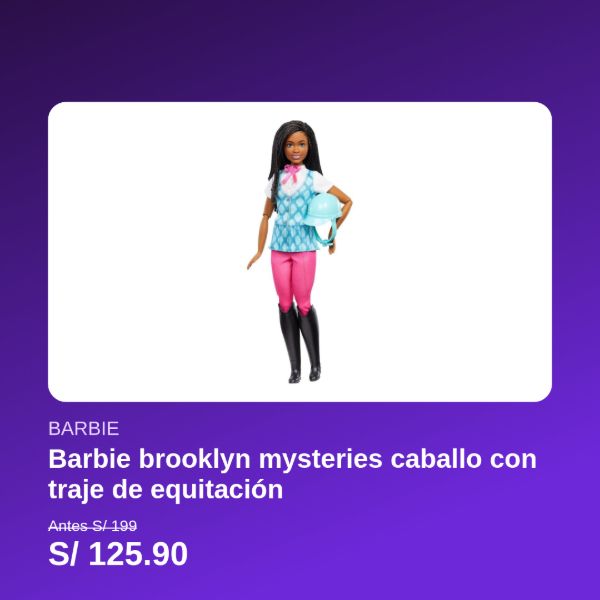 BARBIE
Barbie brooklyn mysteries caballo con
traje de equitación
Antes S/ 199
S/ 125.90